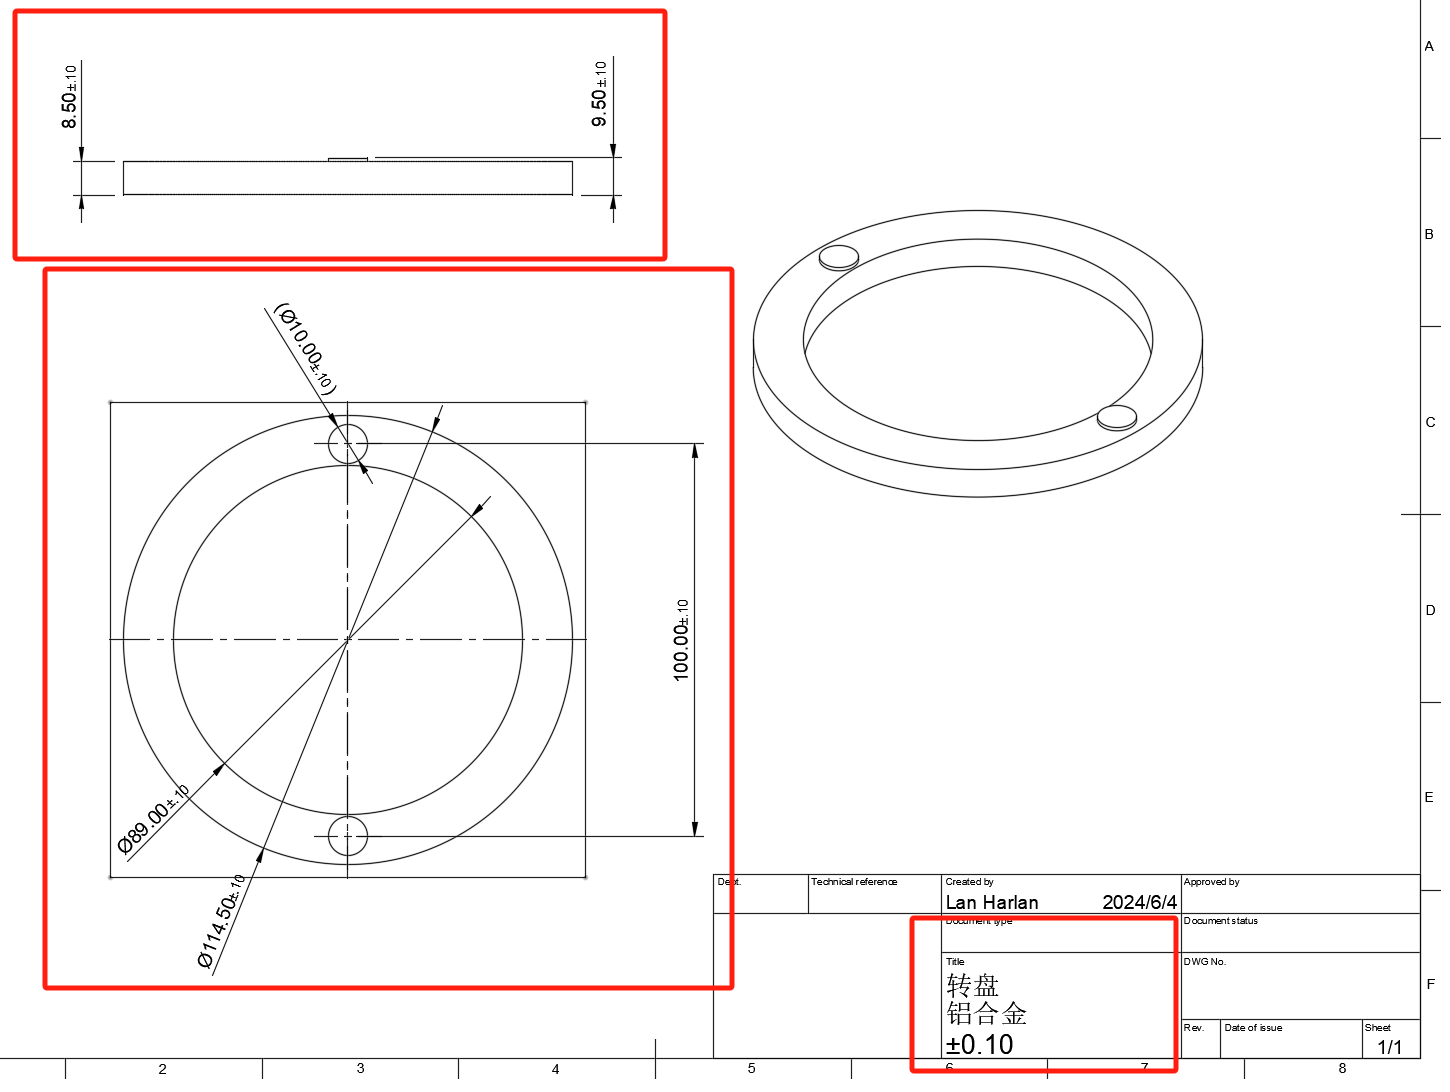 A
8.50±.10
9.50±.10
B
(Ø10.00±.10)
C
D
100.00±.10
E
Ø89.00±.10
Ø114.50±.10
Dept.
Technical reference
Created by
Lan Harlan 2024/6/4
Approved by
Document type
Document status
Title
转盘
铝合金
±0.10
DWG No.
F
Rev.
Date of issue
Sheet
1/1
2 3 4 5 6 7 8